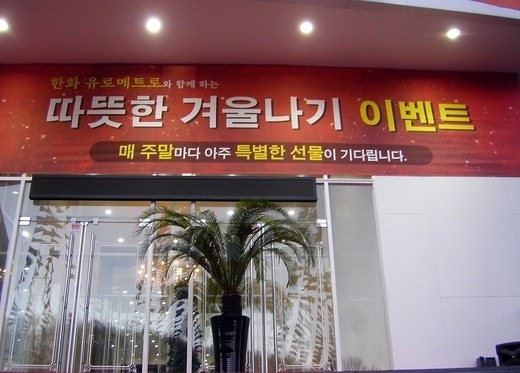 한화 유로메트로와 함께 하는
따뜻한 겨울나기 이벤트
매 주말마다 아주 특별한 선물이 기다립니다.